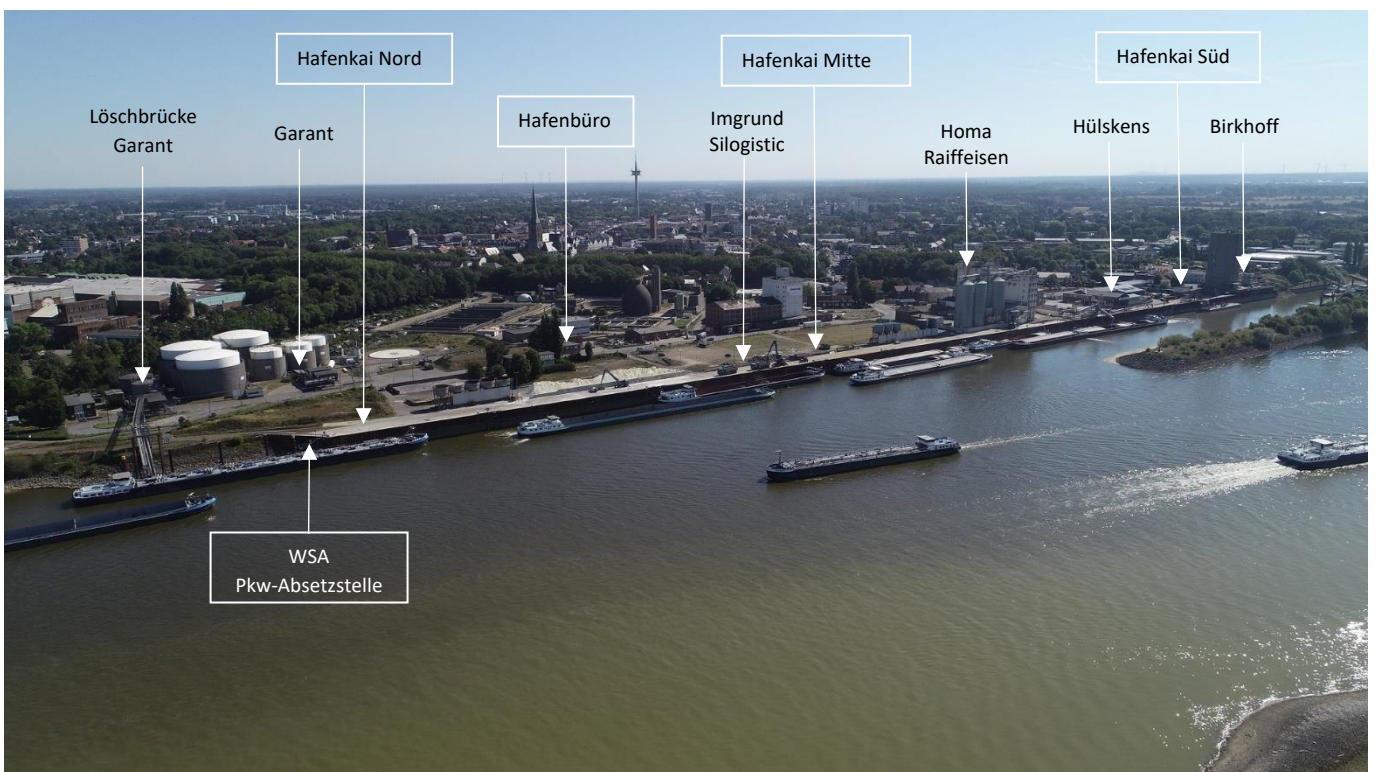 Hafenkai Nord
Hafenkai Mitte
Hafenkai Süd
Löschbrücke
Garant
Garant
Hafenbüro
Imgrund
Silogistic
Homa
Raiffeisen
Hülskens
Birkhoff
WSA
Pkw-Absetzstelle